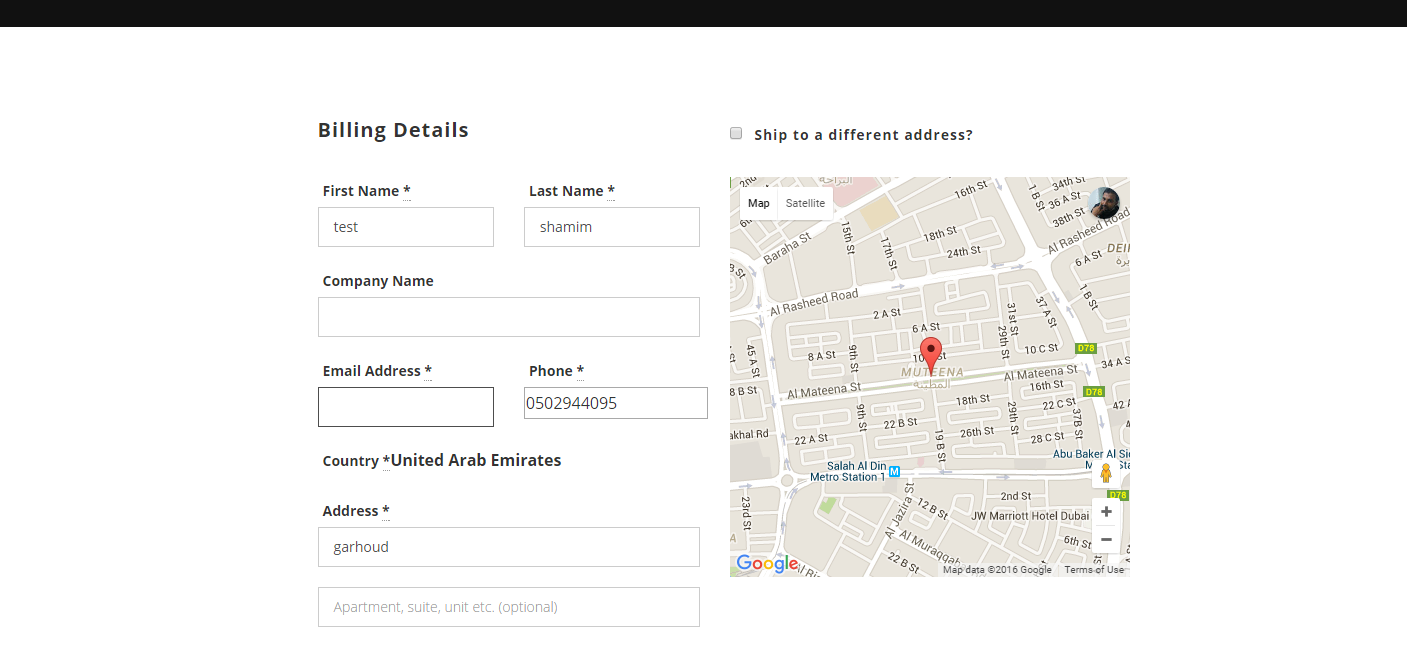 Billing Details
Ship to a different address?
First Name *
Last Name *
test
shamim
Company Name
Email Address *
Phone *
0502944095
Country *United Arab Emirates
Address *
garhoud
Apartment, suite, unit etc. (optional)
Map
Satellite
2nd
16th St
34th St
36 A St
38th St
1 B St
Al Rasheed Road
Baraha St
15th St
17th St
18th St
24th St
6 A St
Al Rasheed Road
2 A St
31st St
37 A St
1 B St
6 A St
29th St
45 A St
8 A St
9th St
10 C St
D78
34 A St
MUTEENA
المطينة
Al Mateena St
Al Mateena St
16th St
D78
8 B St
18th St
22 C St
9th St
22 B St
29th St
37B St
22 A St
19 B St
26th St
28 C St
Salah Al Din
Metro Station 1
M
Abu Baker Al
D78
23rd St
2nd St
Al Jazira St
12 B St
JW Marriott Hotel Dubai
+
Al Muraqqab
6th St
−
22 B St
Google
Map data ©2016 Google
Terms of Use